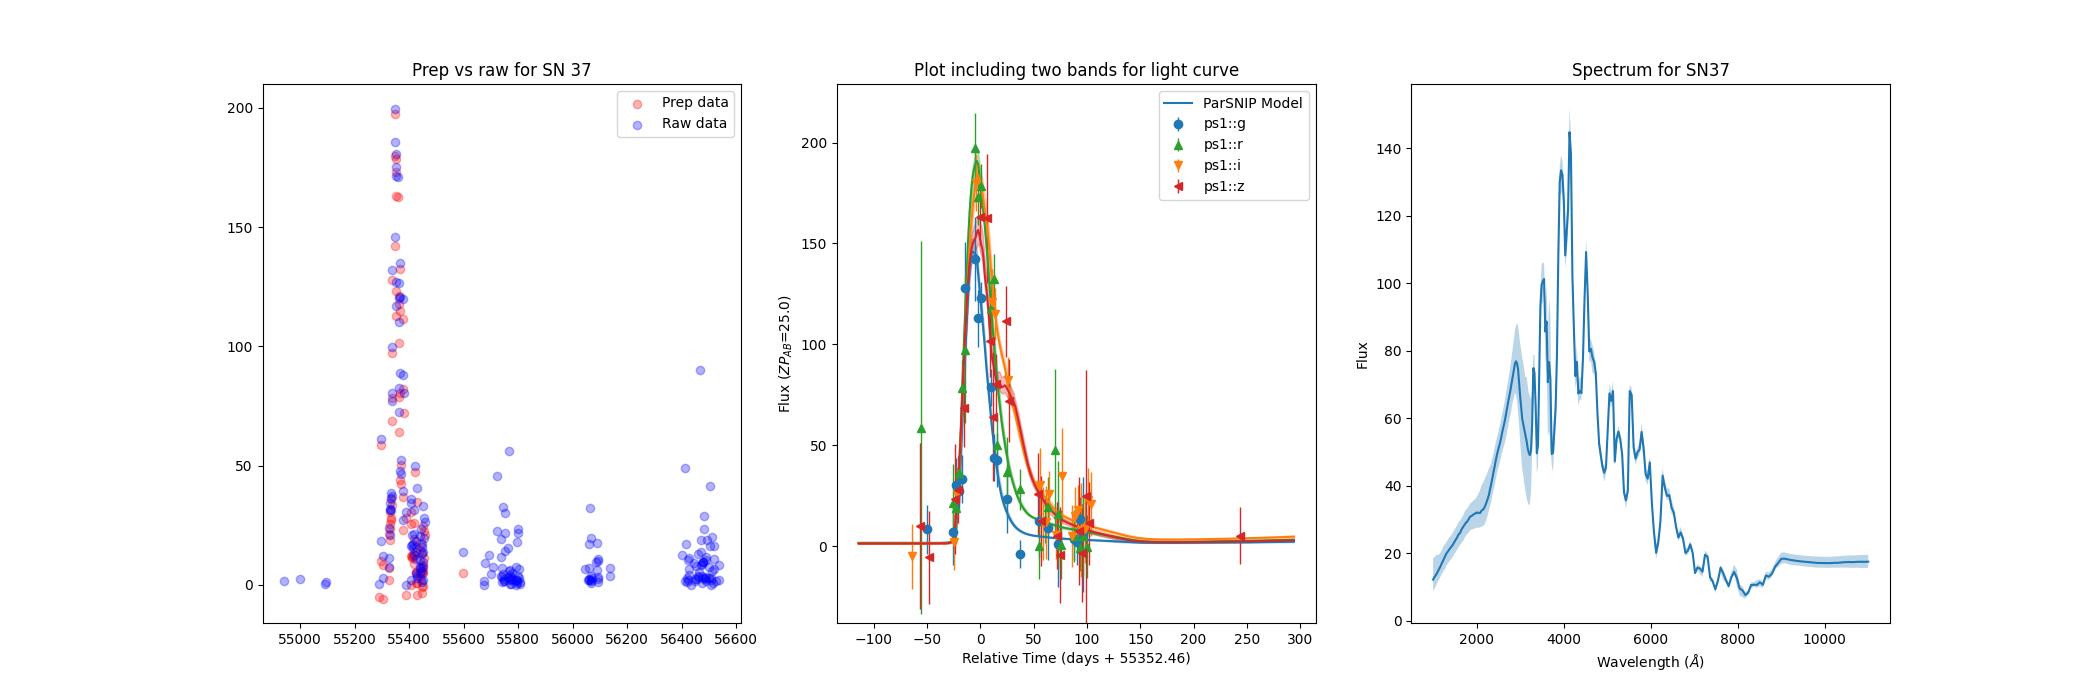 Prep vs raw for SN 37
Prep data
Raw data
200
150
100
50
0
55000 55200 55400 55600 55800 56000 56200 56400 56600
Plot including two bands for light curve
ParSNIP Model
ps1::g
ps1::r
ps1::i
ps1::z
Flux (ZP_AB=25.0)
200
150
100
50
0
−100 −50 0 50 100 150 200 250 300
Relative Time (days + 55352.46)
Spectrum for SN37
Flux
140
120
100
80
60
40
20
0
2000 4000 6000 8000 10000
Wavelength (Å)